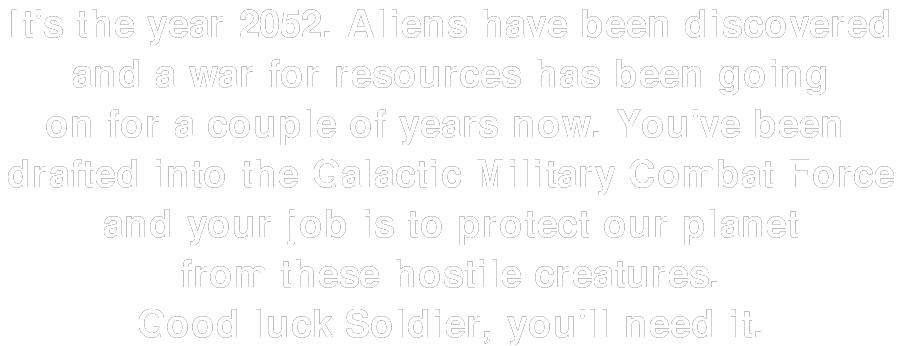 It's the year 2052. Aliens have been discovered
and a war for resources has been going
on for a couple of years now. You've been
drafted into the Galactic Military Combat Force
and your job is to protect our planet
from these hostile creatures.
Good luck Soldier, you'll need it.